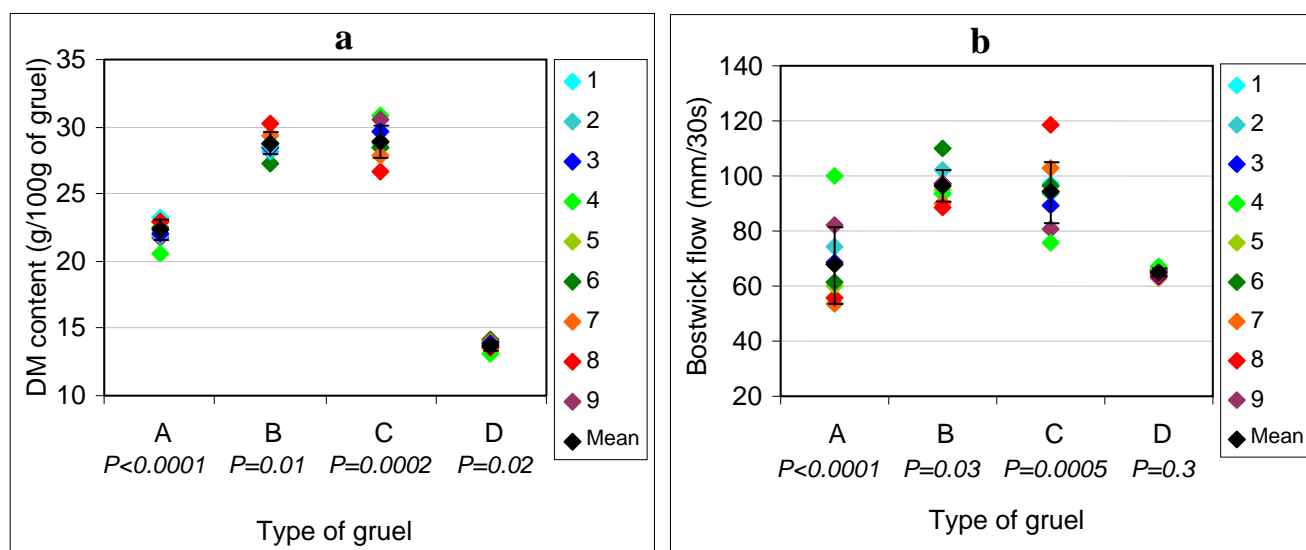 a
DM content (g/100g of gruel)
35
30
25
20
15
10
A B C D
P<0.0001 P=0.01 P=0.0002 P=0.02
Type of gruel
1
2
3
4
5
6
7
8
9
Mean
b
Bostwick flow (mm/30s)
140
120
100
80
60
40
20
A B C D
P<0.0001 P=0.03 P=0.0005 P=0.3
Type of gruel
1
2
3
4
5
6
7
8
9
Mean